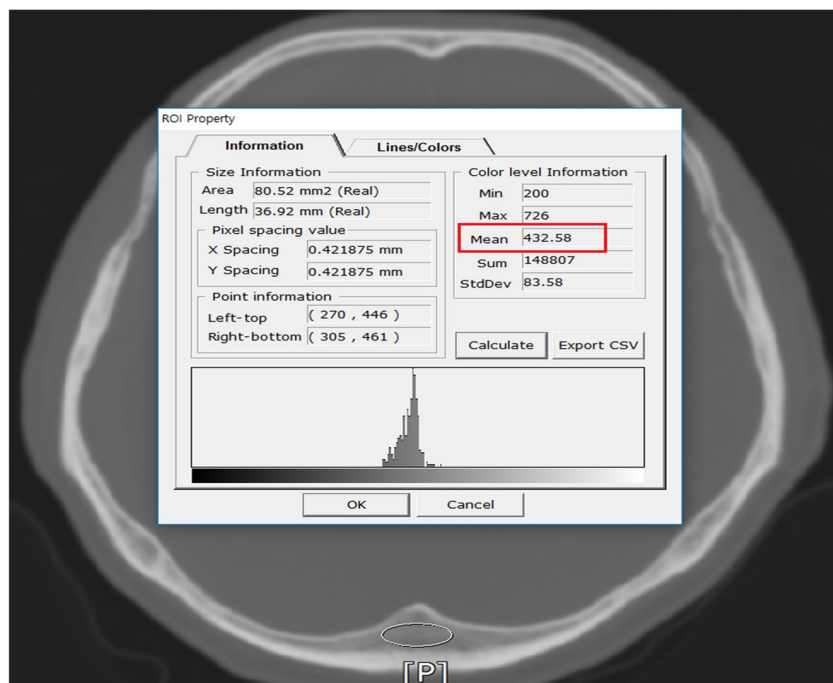 ROI Property
Information
Lines/Colors
Size Information
Area 80.52 mm2 (Real)
Length 36.92 mm (Real)
Pixel spacing value
X Spacing 0.421875 mm
Y Spacing 0.421875 mm
Point information
Left-top ( 270 , 446 )
Right-bottom ( 305 , 461 )
Color level Information
Min 200
Max 726
Mean 432.58
Sum 148807
StdDev 83.58
Calculate
Export CSV
OK
Cancel
[P]